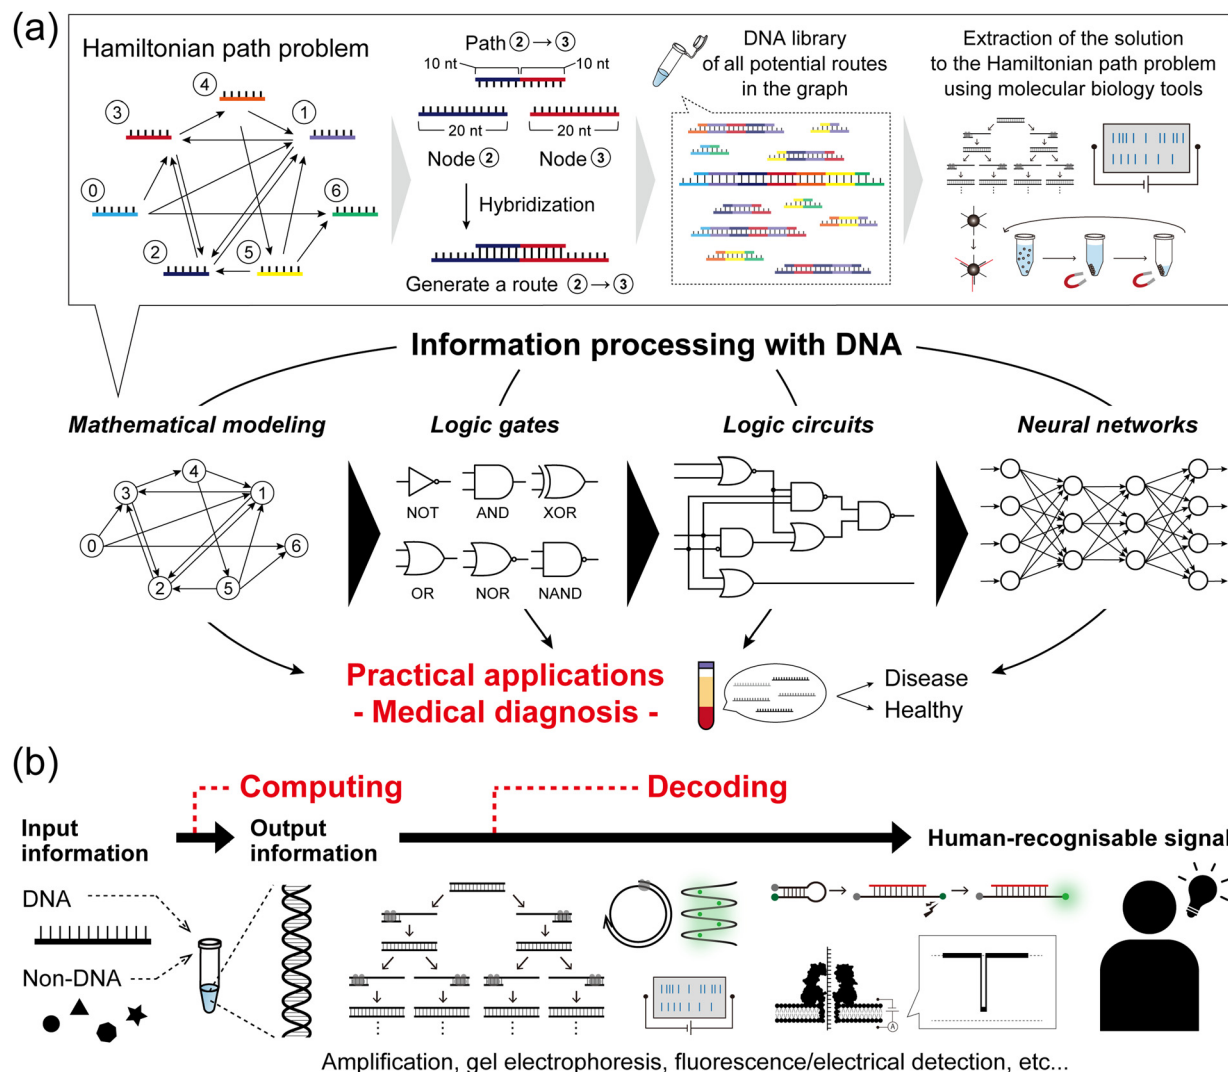 (a)
Hamiltonian path problem
4
3
1
0
6
2
5
Path 2 → 3
10 nt
10 nt
20 nt
20 nt
Node 2
Node 3
Hybridization
Generate a route 2 → 3
DNA library
of all potential routes
in the graph
Extraction of the solution
to the Hamiltonian path problem
using molecular biology tools
Information processing with DNA
Mathematical modeling
Logic gates
Logic circuits
Neural networks
4
3
1
0
6
2
5
NOT
AND
XOR
OR
NOR
NAND
Practical applications
- Medical diagnosis -
Disease
Healthy
(b)
Computing
Decoding
Input
information
Output
information
Human-recognisable signal
DNA
Non-DNA
A
Amplification, gel electrophoresis, fluorescence/electrical detection, etc...